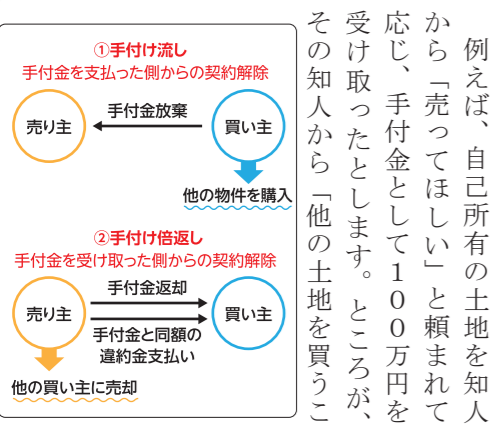 例えば、自己所有の土地を知人
から「売ってほしい」と頼まれて
応じ、手付金として１００万円を
受け取ったとします。ところが、
その知人から「他の土地を買うこ
①手付け流し
手付金を支払った側からの契約解除
売り主
手付金放棄
買い主
他の物件を購入
②手付け倍返し
手付金を受け取った側からの契約解除
売り主
手付金返却
手付金と同額の
違約金支払い
買い主
他の買い主に売却